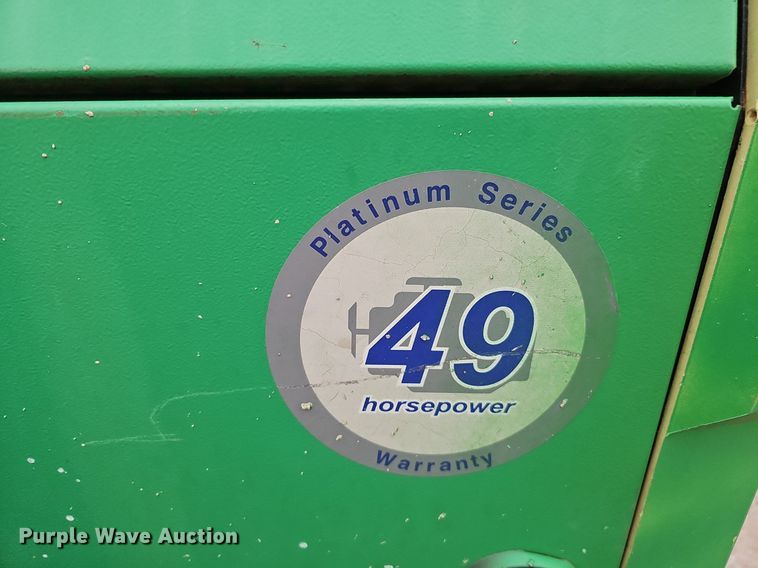 Platinum Series
49
horsepower
Warranty
Purple Wave Auction